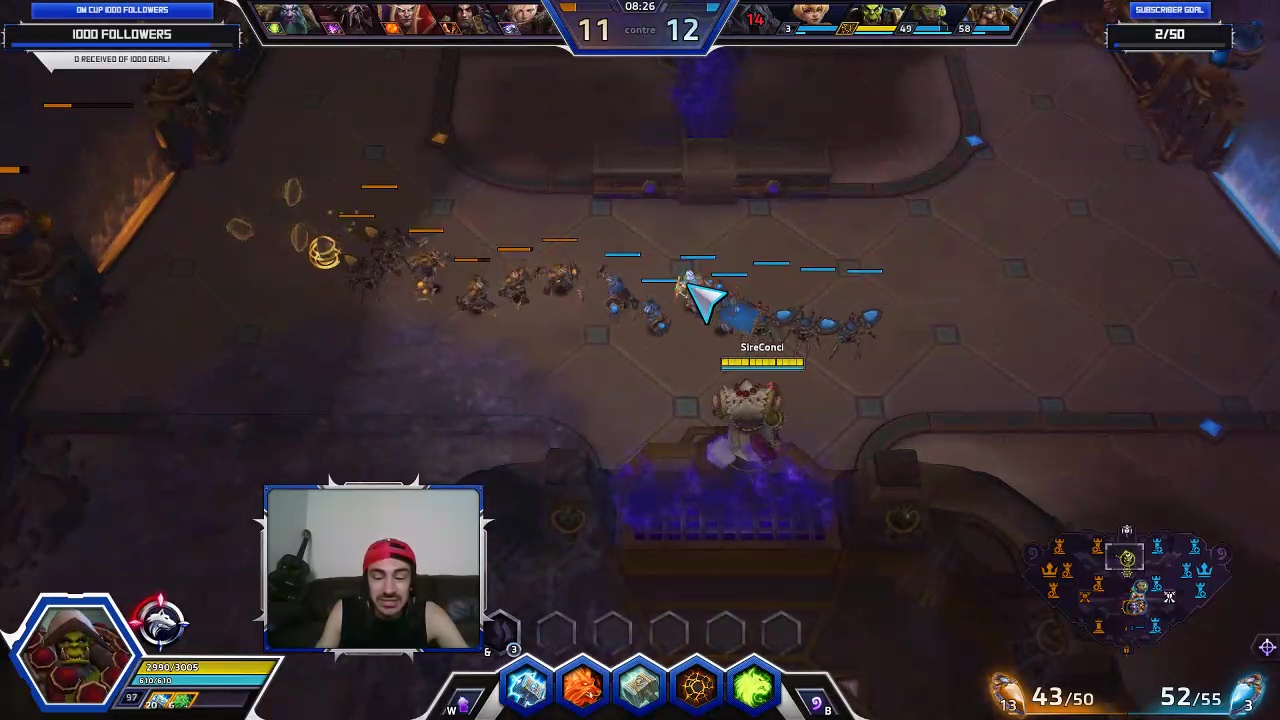 OM CUP 1000 FOLLOWERS
1000 FOLLOWERS
0 RECEIVED OF 1000 GOAL!
08:26
11 contre 12
14
3
49
58
SUBSCRIBER GOAL
2/50
SireConci
2990/3005
610/610
97
20
6
&
3
W
B
13
43/50
52/55
3